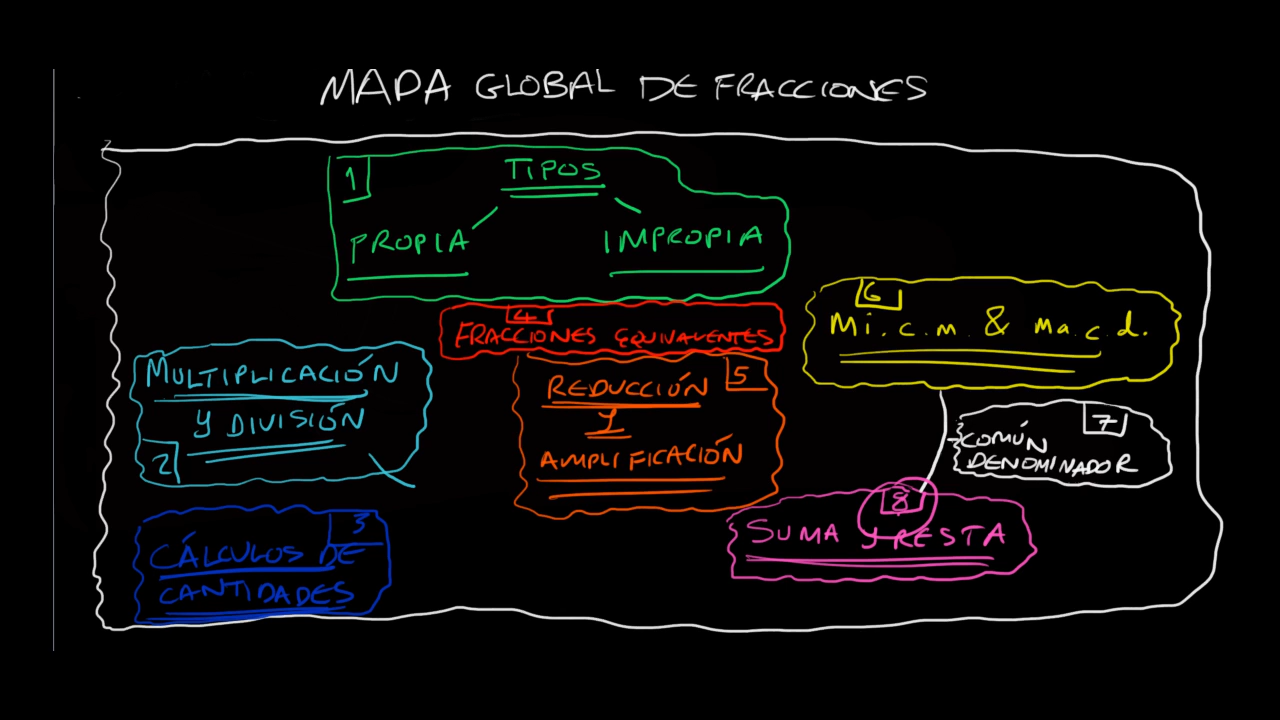 MAPA GLOBAL DE FRACCIONES
1
TIPOS
PROPIA
IMPROPIA
MULTIPLICACIÓN
Y DIVISIÓN
2
3
CÁLCULOS DE
CANTIDADES
4
FRACCIONES EQUIVALENTES
5
REDUCCIÓN
Y
AMPLIFICACIÓN
6
Mi.c.m. & ma.c.d.
7
COMÚN
DENOMINADOR
8
SUMA y RESTA